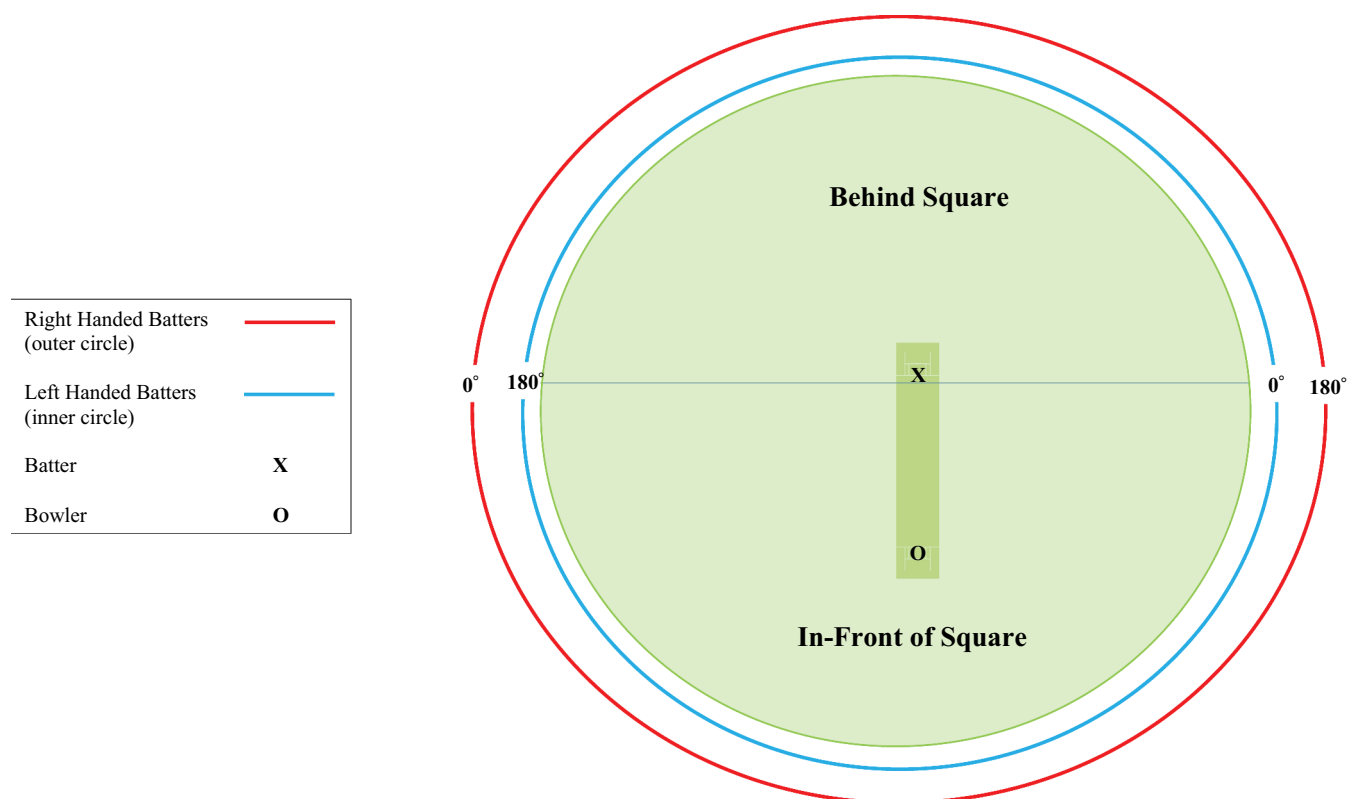 Right Handed Batters
(outer circle)
Left Handed Batters
(inner circle)
Batter X
Bowler O
Behind Square
X
0° 180° 0° 180°
O
In-Front of Square